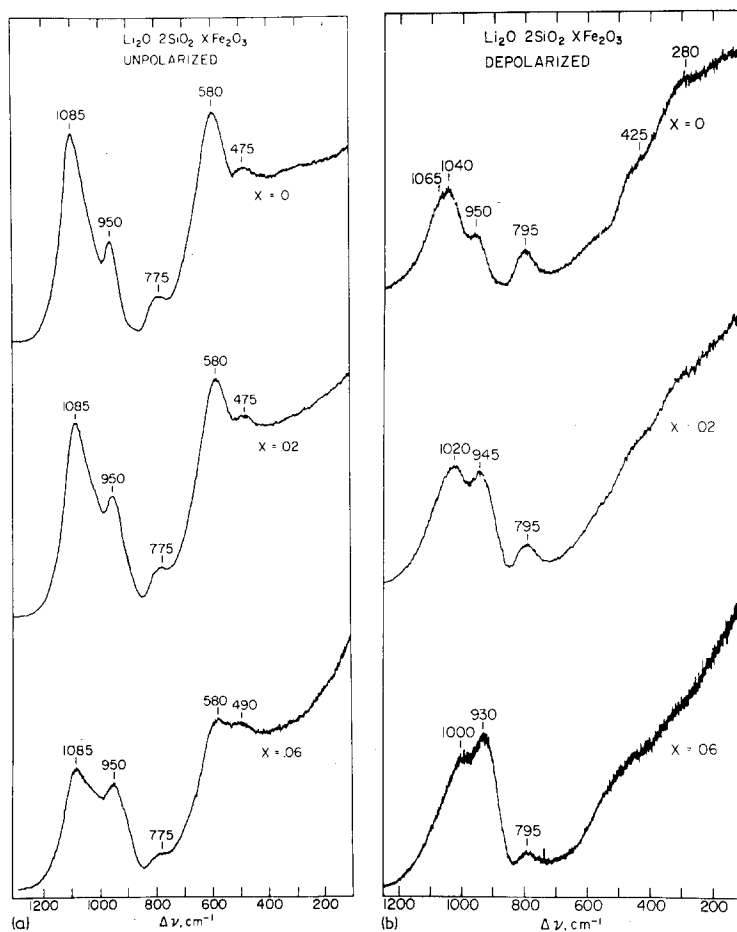 Li₂O 2SiO₂ XFe₂O₃
UNPOLARIZED
1085
950
775
580
475
X = 0
1085
950
775
580
475
X = .02
1085
950
775
580
490
X = .06
1200 1000 800 600 400 200
(a)
Δν, cm⁻¹
Li₂O 2SiO₂ XFe₂O₃
DEPOLARIZED
1065
1040
950
795
425
280
X = 0
1020
945
795
X = .02
1000
930
795
X = .06
1200 1000 800 600 400 200
(b)
Δν, cm⁻¹